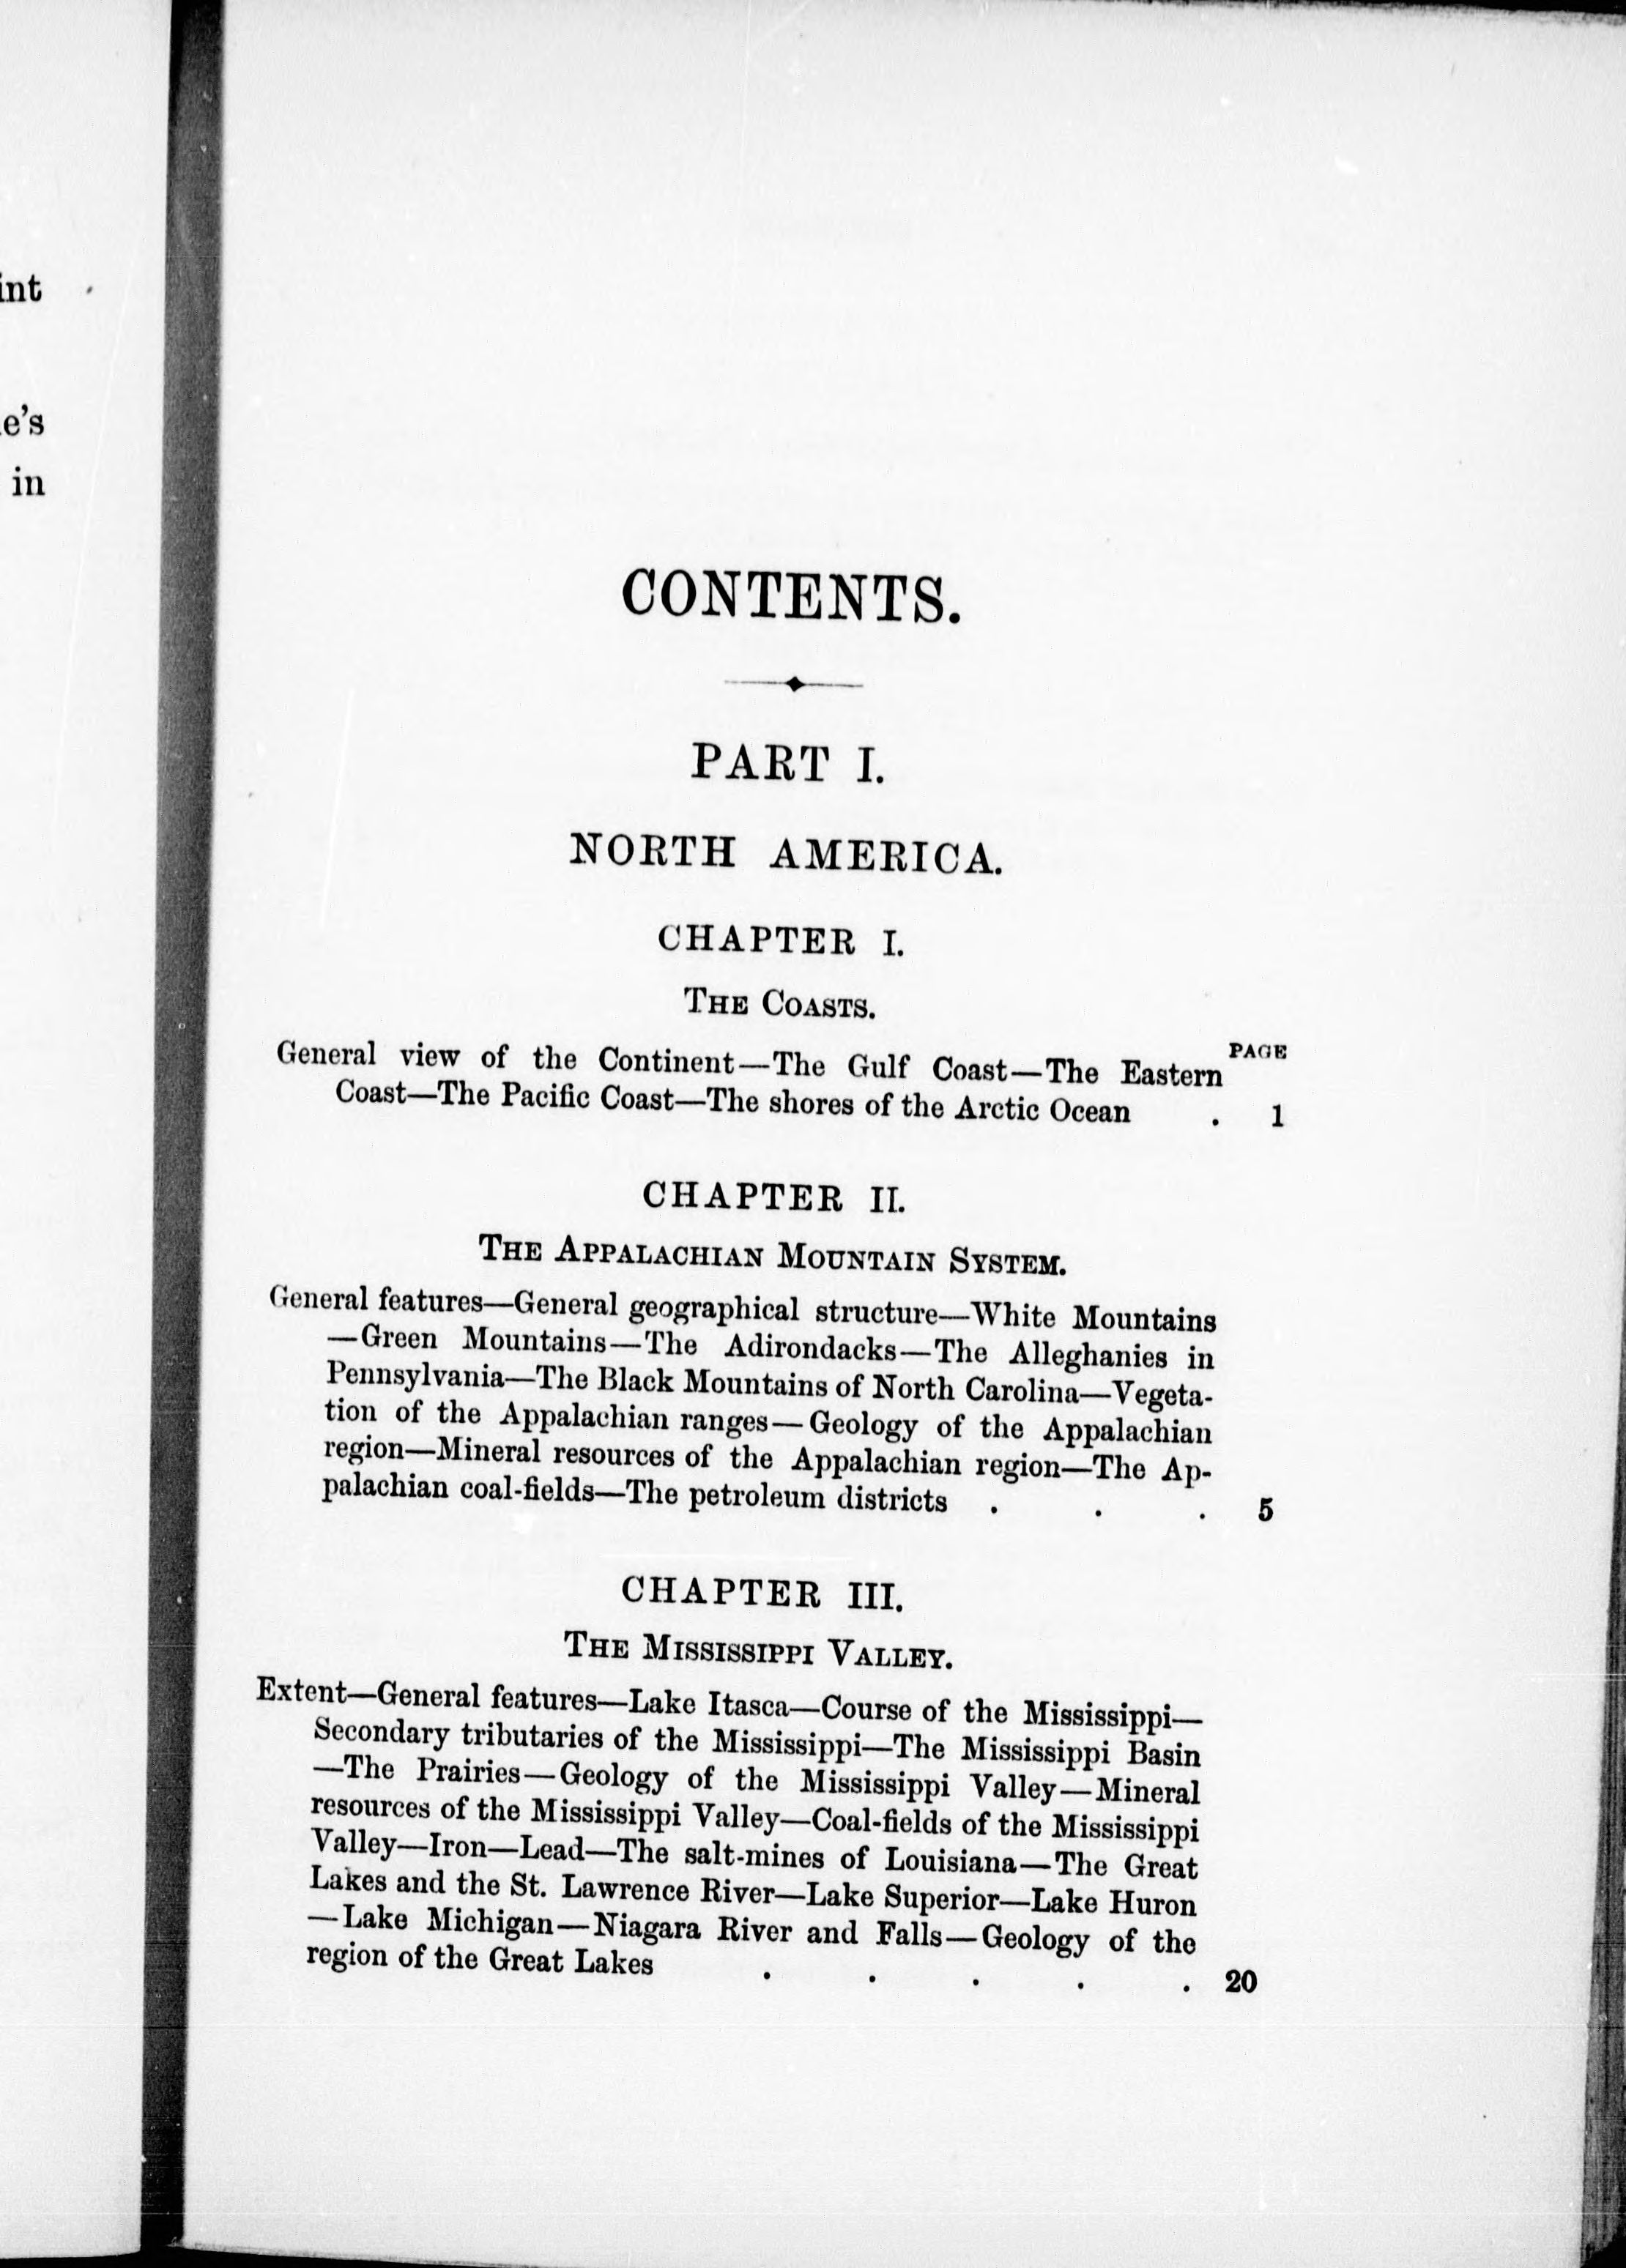 int
e's
in
CONTENTS.
PART I.
NORTH AMERICA.
CHAPTER I.
THE COASTS.
PAGE
General view of the Continent—The Gulf Coast—The Eastern
Coast—The Pacific Coast—The shores of the Arctic Ocean . 1
CHAPTER II.
THE APPALACHIAN MOUNTAIN SYSTEM.
General features—General geographical structure—White Mountains
—Green Mountains—The Adirondacks—The Alleghanies in
Pennsylvania—The Black Mountains of North Carolina—Vegeta-
tion of the Appalachian ranges—Geology of the Appalachian
region—Mineral resources of the Appalachian region—The Ap-
palachian coal-fields—The petroleum districts . . . 5
CHAPTER III.
THE MISSISSIPPI VALLEY.
Extent—General features—Lake Itasca—Course of the Mississippi—
Secondary tributaries of the Mississippi—The Mississippi Basin
—The Prairies—Geology of the Mississippi Valley—Mineral
resources of the Mississippi Valley—Coal-fields of the Mississippi
Valley—Iron—Lead—The salt-mines of Louisiana—The Great
Lakes and the St. Lawrence River—Lake Superior—Lake Huron
—Lake Michigan—Niagara River and Falls—Geology of the
region of the Great Lakes . . . . . 20